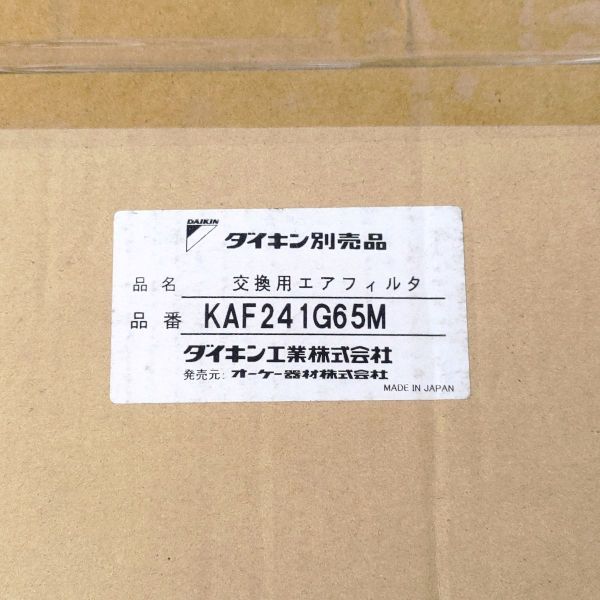 DAIKIN
ダイキン別売品
品名 交換用エアフィルタ
品番 KAF241G65M
ダイキン工業株式会社
発売元:オーケー器材株式会社
MADE IN JAPAN